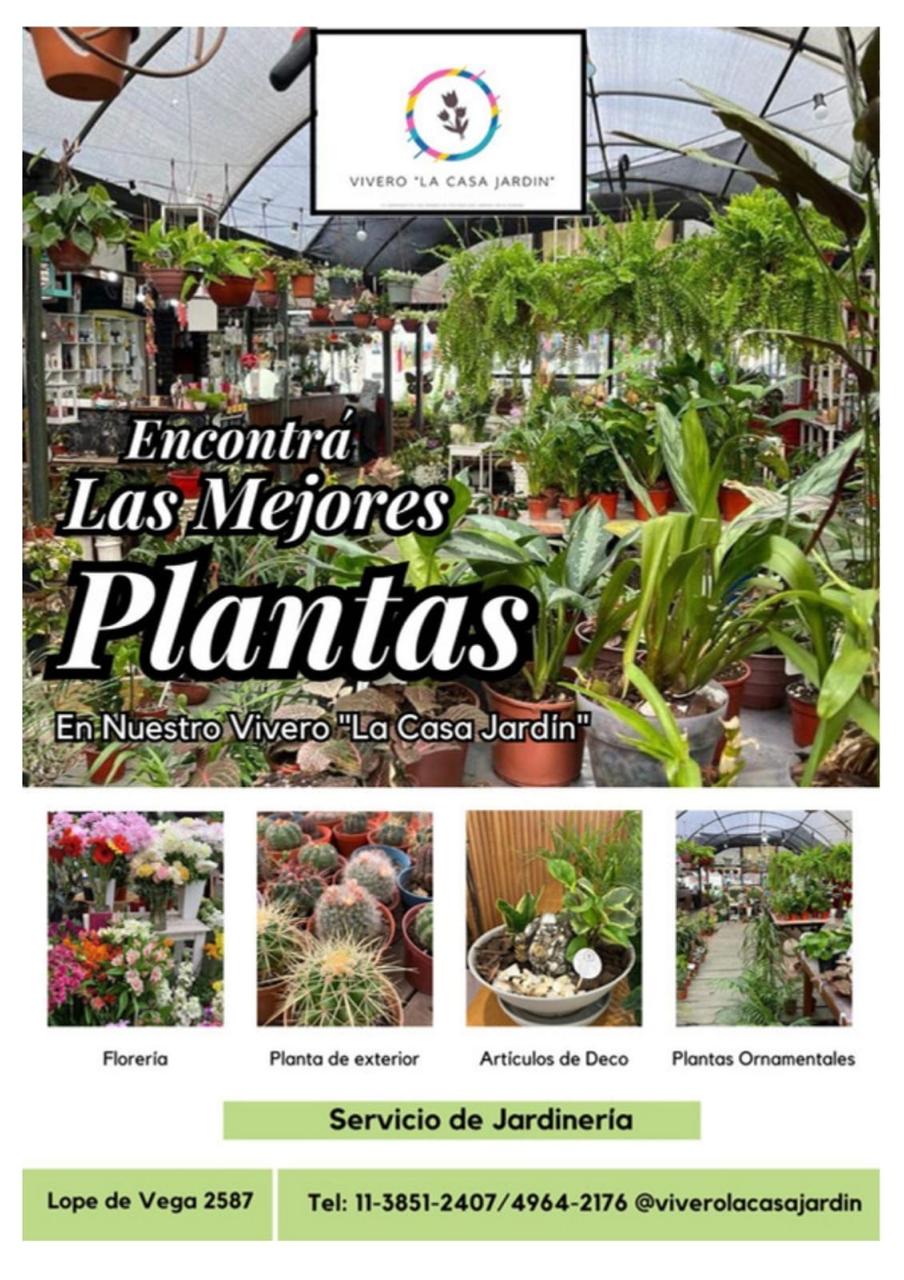 VIVERO "LA CASA JARDIN"
Encontrá
Las Mejores
Plantas
En Nuestro Vivero "La Casa Jardín"
Florería
Planta de exterior
Artículos de Deco
Plantas Ornamentales
Servicio de Jardinería
Lope de Vega 2587
Tel: 11-3851-2407/4964-2176 @viverolacasajardin